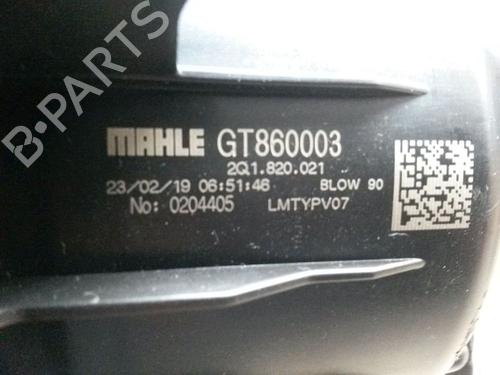 B-PARTS
MAHLE GT860003
2Q1.820.021
23/02/19 06:51:46 BLOW 90
No: 0204405 LMTYPV07